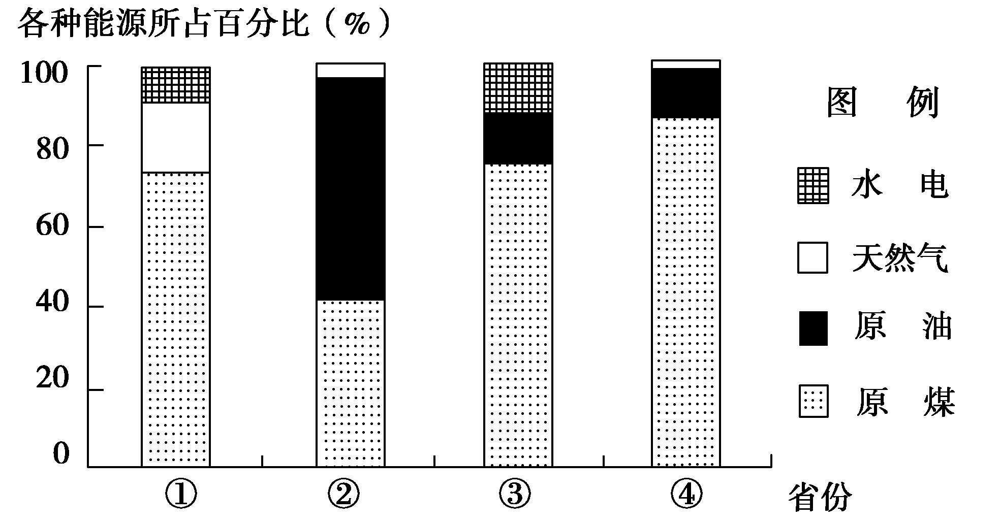 各种能源所占百分比（%）
100
80
60
40
20
0
① ② ③ ④ 省份
图 例
水 电
天然气
原 油
原 煤